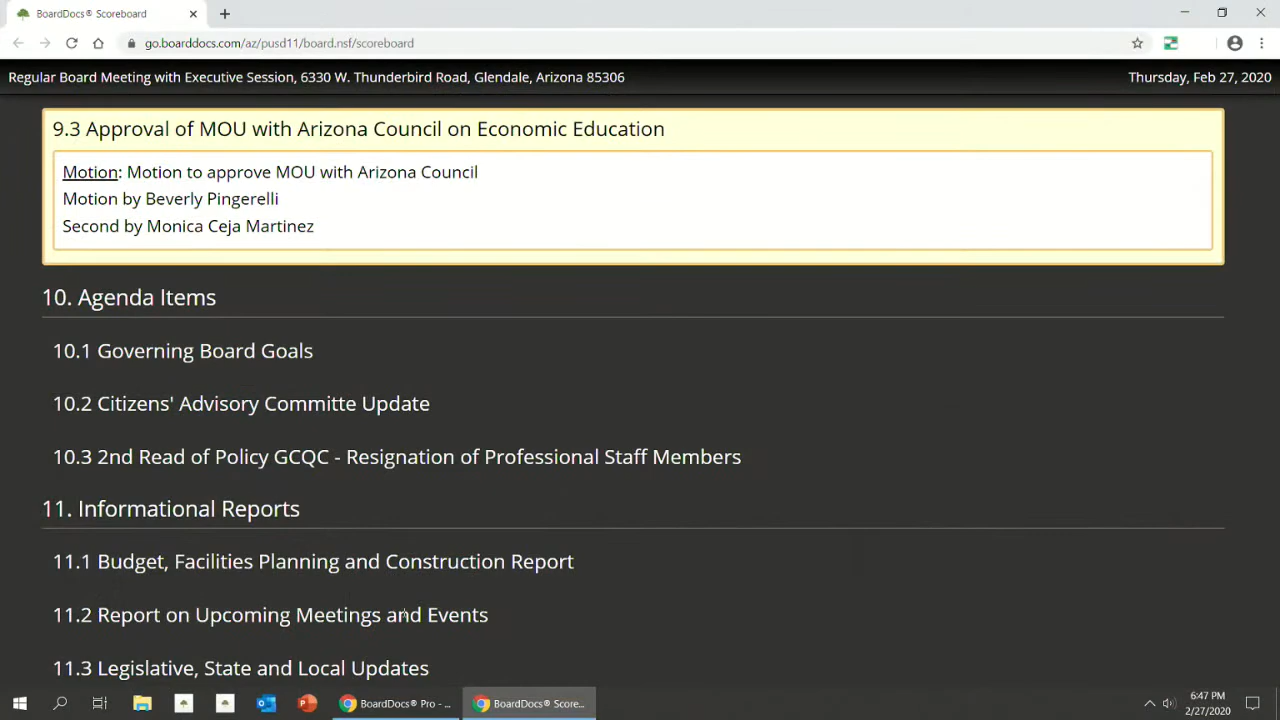 BoardDocs® Scoreboard
go.boarddocs.com/az/pusd11/board.nsf/scoreboard
Regular Board Meeting with Executive Session, 6330 W. Thunderbird Road, Glendale, Arizona 85306 Thursday, Feb 27, 2020
9.3 Approval of MOU with Arizona Council on Economic Education
Motion: Motion to approve MOU with Arizona Council
Motion by Beverly Pingerelli
Second by Monica Ceja Martinez
10. Agenda Items
10.1 Governing Board Goals
10.2 Citizens' Advisory Committe Update
10.3 2nd Read of Policy GCQC - Resignation of Professional Staff Members
11. Informational Reports
11.1 Budget, Facilities Planning and Construction Report
11.2 Report on Upcoming Meetings and Events
11.3 Legislative, State and Local Updates
BoardDocs® Pro - ... BoardDocs® Score... 6:47 PM
2/27/2020